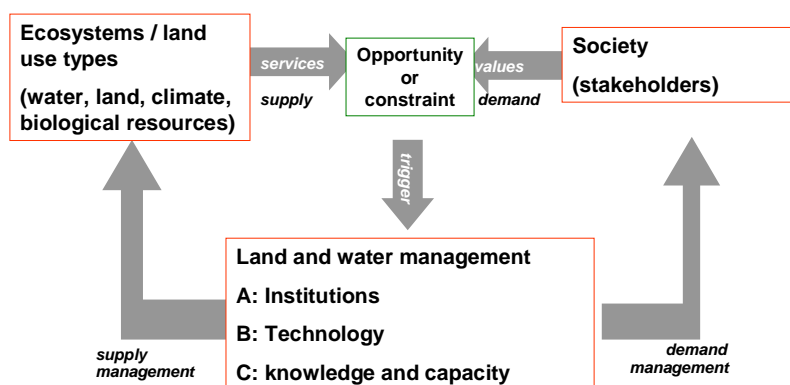 Ecosystems / land
use types
(water, land, climate,
biological resources)
services
supply
Opportunity
or
constraint
values
demand
Society
(stakeholders)
trigger
Land and water management
A: Institutions
B: Technology
C: knowledge and capacity
supply
management
demand
management